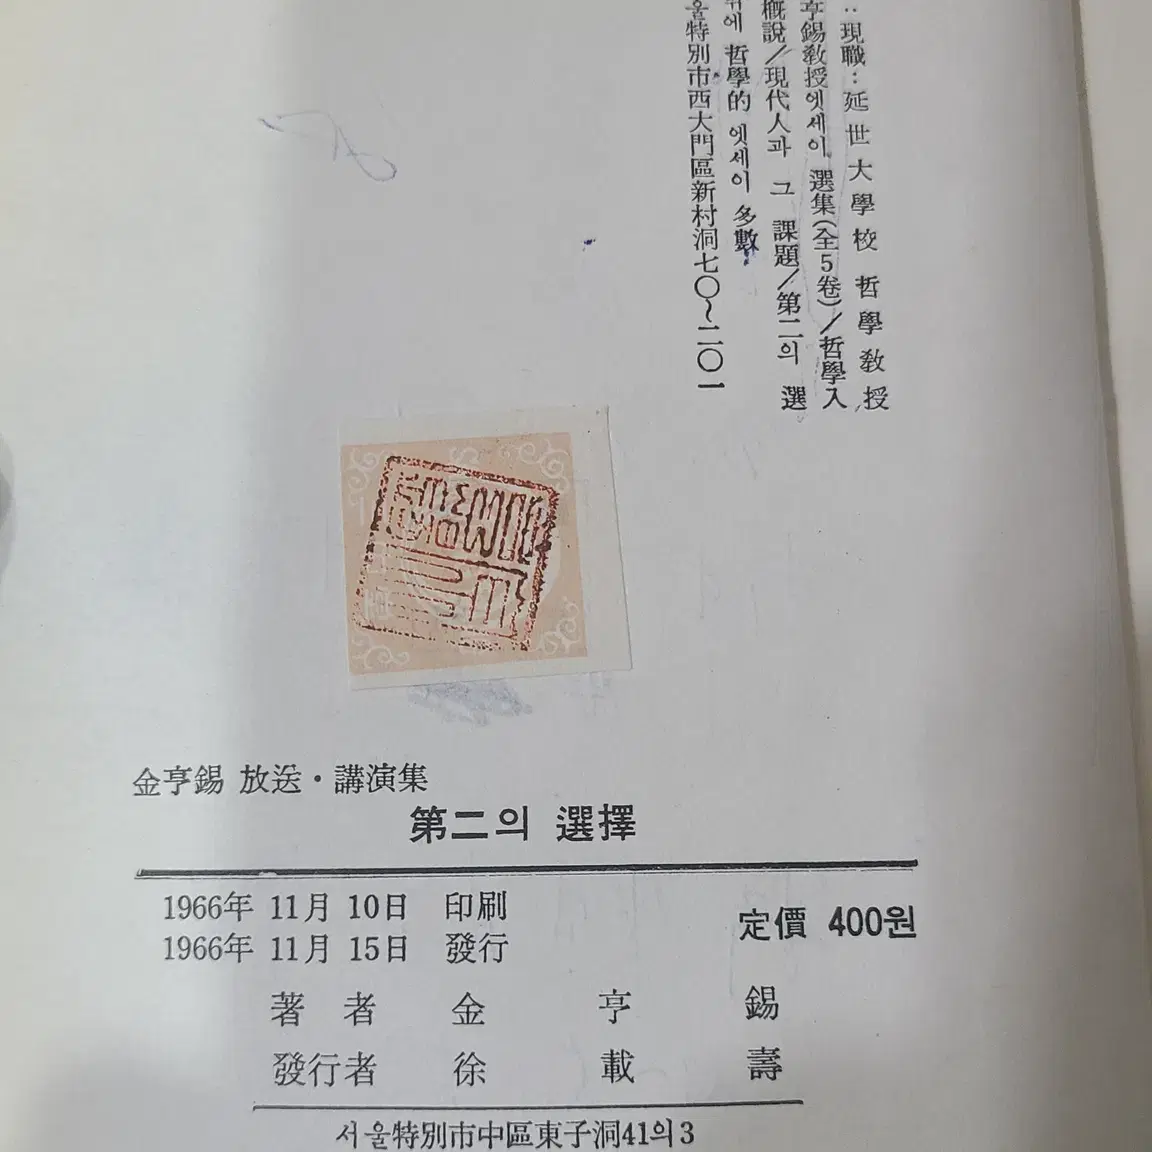 :現職:延世大學校 哲學敎授
亨錫敎授엣세이 選集(全5卷)/哲學入
槪說/現代人과 그 課題/第二의 選
밖에 哲學的 엣세이 多數
울特別市西大門區新村洞七〇~二〇一
金亨錫 放送·講演集
第二의 選擇
1966年 11月 10日 印刷
1966年 11月 15日 發行
定價 400원
著者 金亨錫
發行者 徐載壽
서울特別市中區東子洞41의3